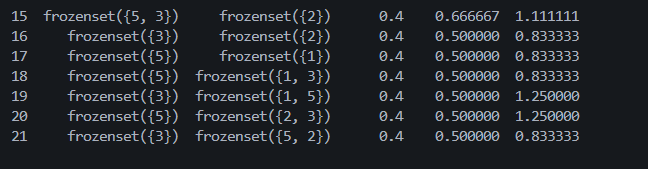 15 frozenset({5, 3}) frozenset({2}) 0.4 0.666667 1.111111
16 frozenset({3}) frozenset({2}) 0.4 0.500000 0.833333
17 frozenset({5}) frozenset({1}) 0.4 0.500000 0.833333
18 frozenset({5}) frozenset({1, 3}) 0.4 0.500000 0.833333
19 frozenset({3}) frozenset({1, 5}) 0.4 0.500000 1.250000
20 frozenset({5}) frozenset({2, 3}) 0.4 0.500000 1.250000
21 frozenset({3}) frozenset({5, 2}) 0.4 0.500000 0.833333